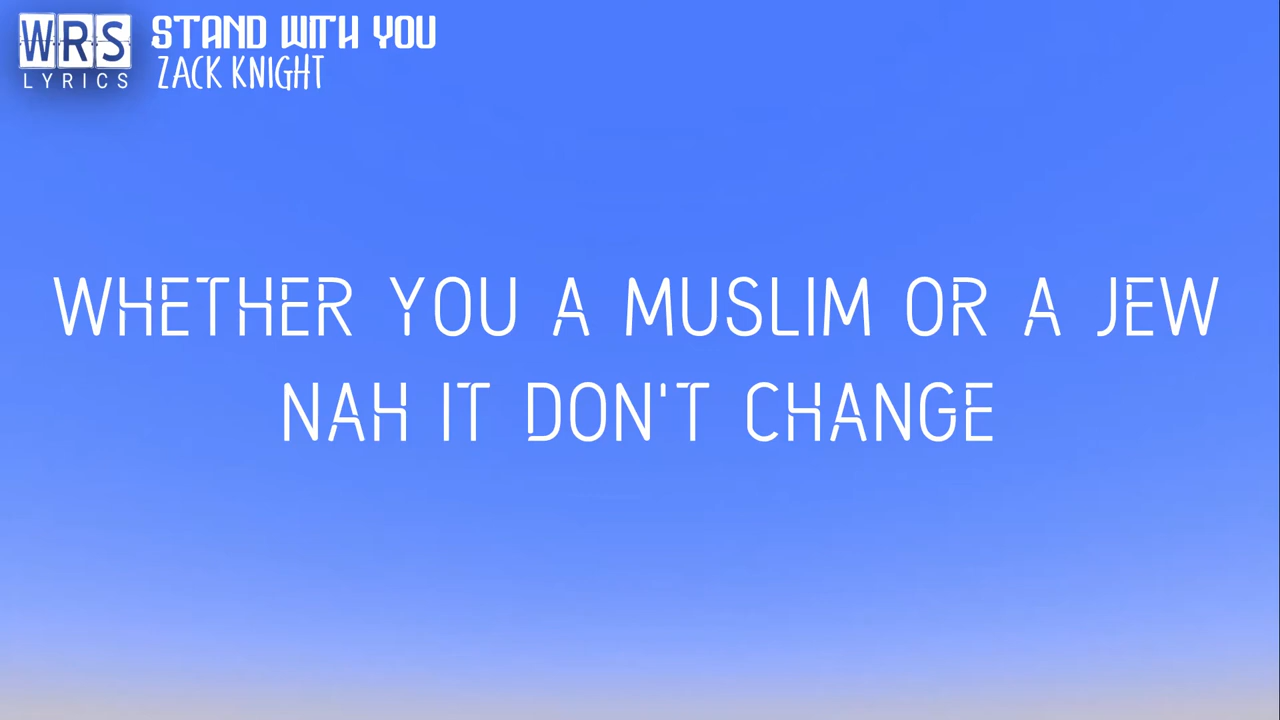 WRS
LYRICS
STAND WITH YOU
ZACK KNIGHT
WHETHER YOU A MUSLIM OR A JEW
NAH IT DON'T CHANGE